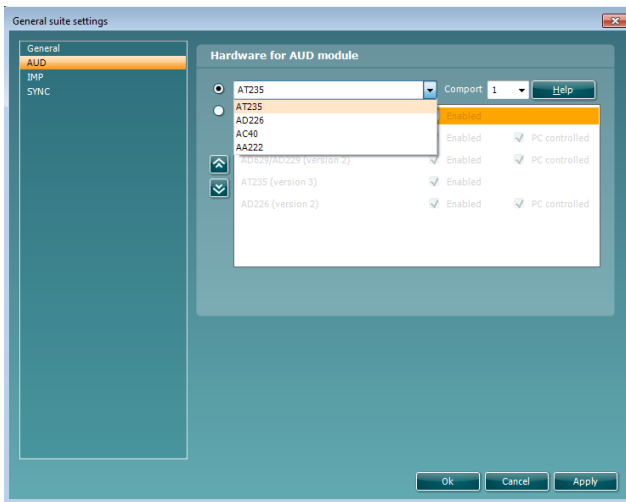 General suite settings
General
AUD
IMP
SYNC
Hardware for AUD module
AT235 Comport 1 Help
AT235
AD226
AC40
AA222
Enabled
Enabled PC controlled
AD629/AD229 (version 2) Enabled PC controlled
AT235 (version 3) Enabled
AD226 (version 2) Enabled PC controlled
Ok Cancel Apply